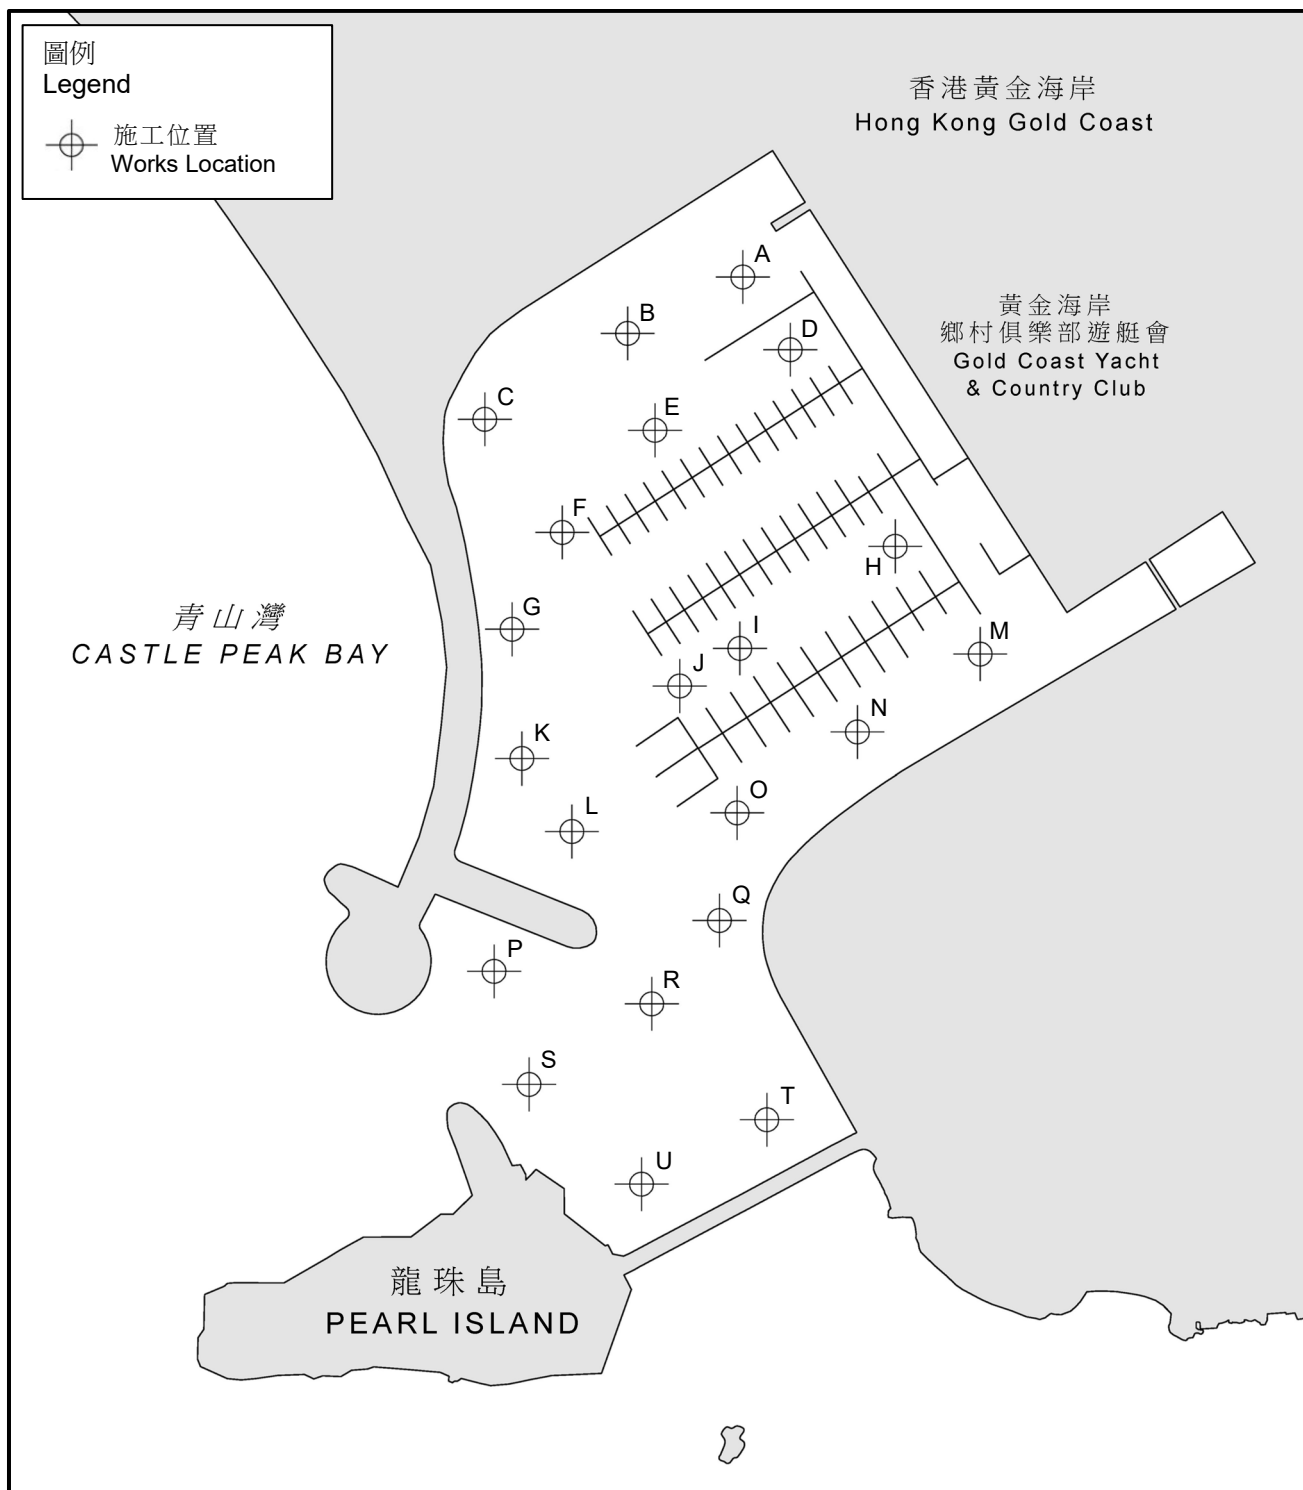 圖例
Legend
施工位置
Works Location
香港黃金海岸
Hong Kong Gold Coast
黃金海岸
鄉村俱樂部遊艇會
Gold Coast Yacht
& Country Club
A
B
D
C
E
F
H
G
I
M
J
N
K
O
L
Q
P
R
S
T
U
青山灣
CASTLE PEAK BAY
龍珠島
PEARL ISLAND